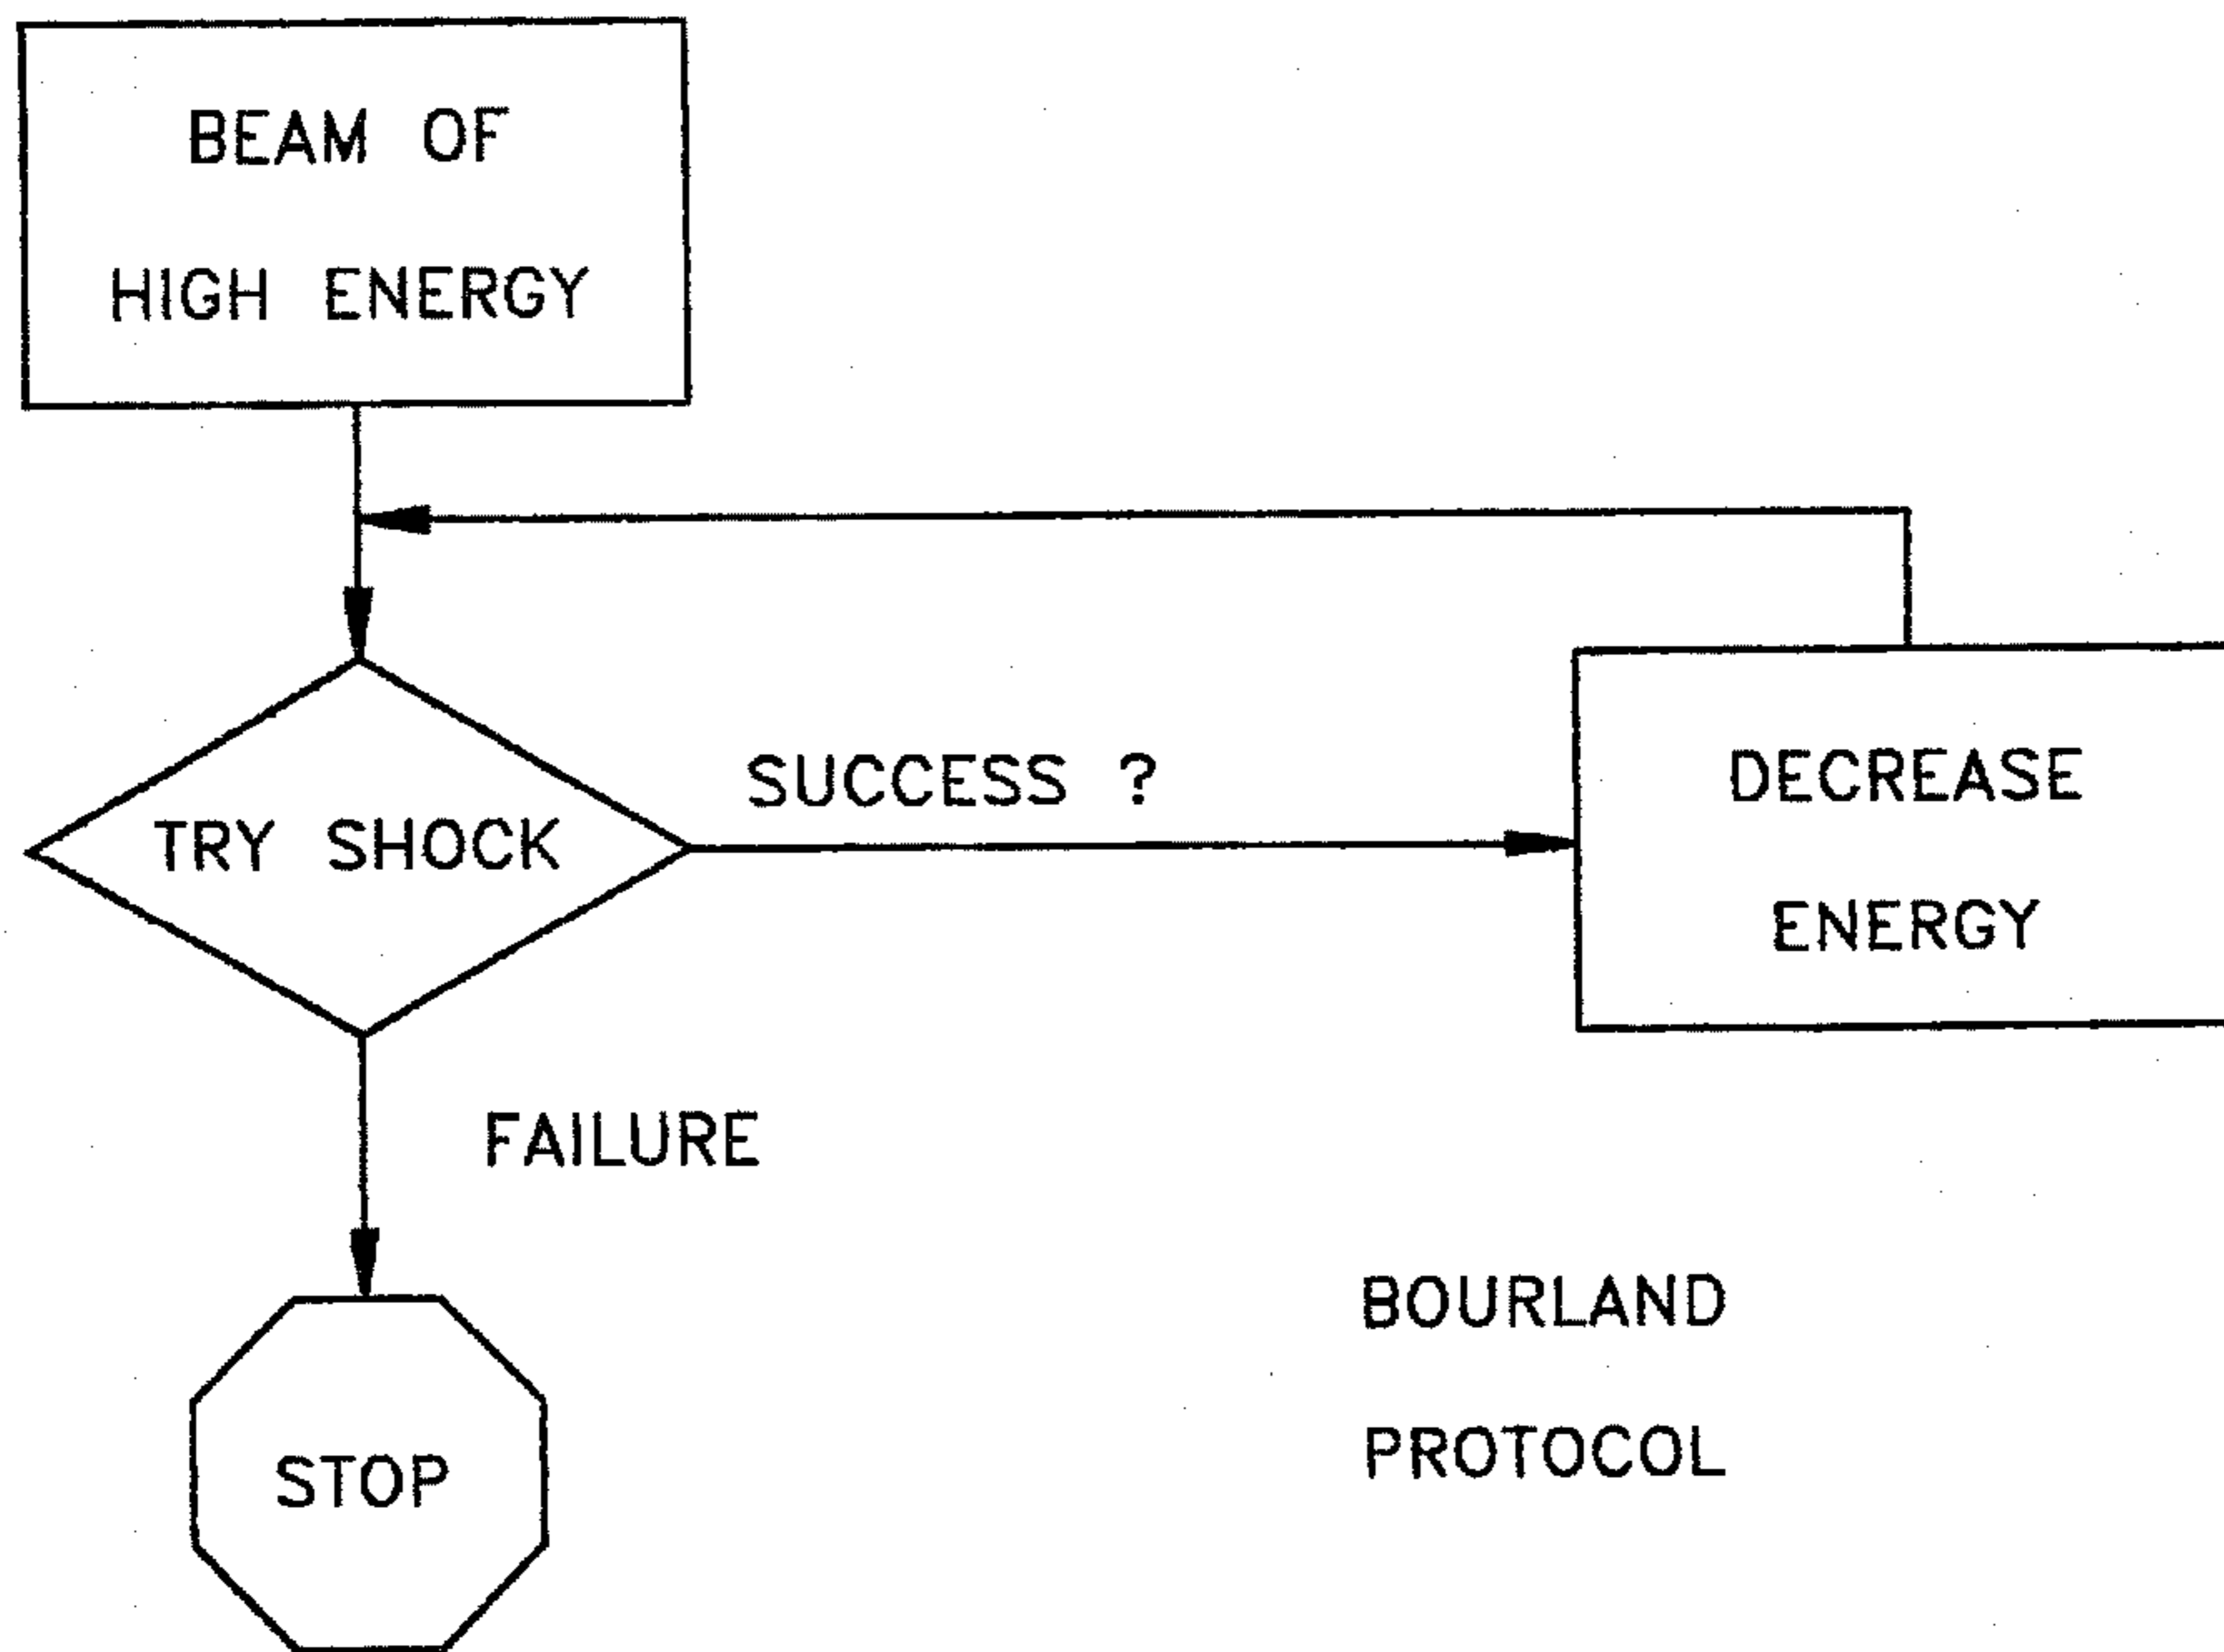 BEAM OF
HIGH ENERGY
TRY SHOCK
SUCCESS ?
DECREASE
ENERGY
FAILURE
STOP
BOURLAND
PROTOCOL